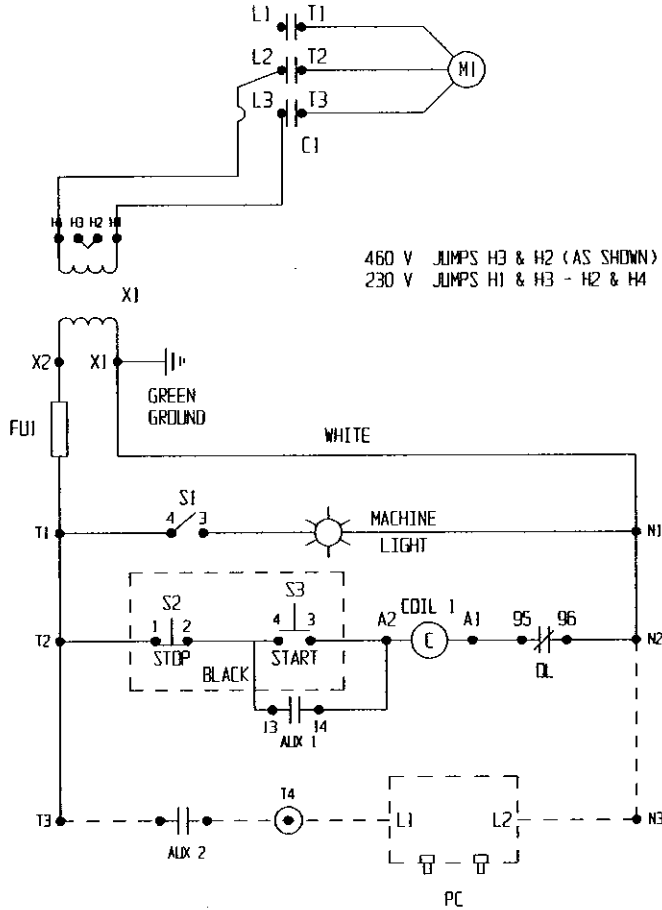 L1 T1
L2 T2
M1
L3 T3
C1
H3 H2
460 V JUMPS H3 & H2 (AS SHOWN)
230 V JUMPS H1 & H3 - H2 & H4
X1
X2 X1
GREEN
GROUND
FU1
WHITE
S1
4 3
MACHINE
LIGHT
T1
N1
S2
S3
COIL 1
1 2
4 3
A2
C
A1
95 96
T2
N2
STOP
START
OL
BLACK
13 14
AUX 1
T4
T3
L1 L2
N3
AUX 2
PC